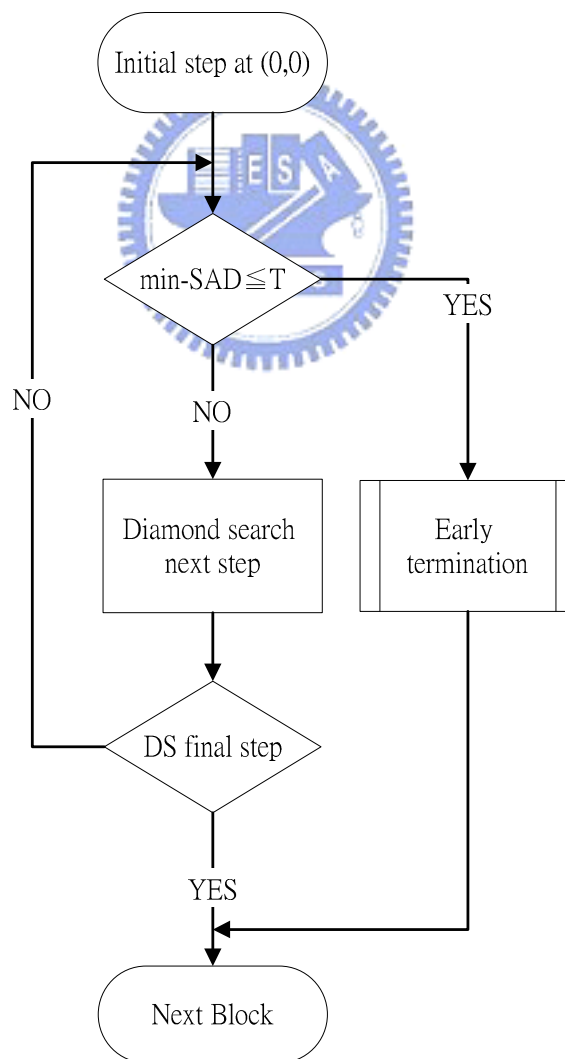 Initial step at (0,0)
E S A
min-SAD≦T
YES
NO
NO
Diamond search
next step
Early
termination
DS final step
YES
Next Block